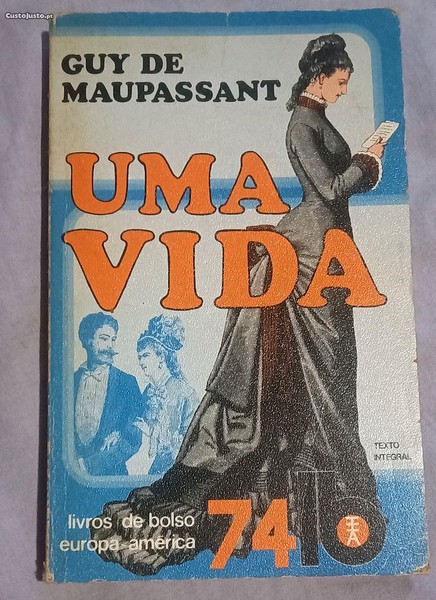 CustoJusto.pt
GUY DE
MAUPASSANT
UMA
VIDA
TEXTO
INTEGRAL
livros de bolso
europa-américa
74